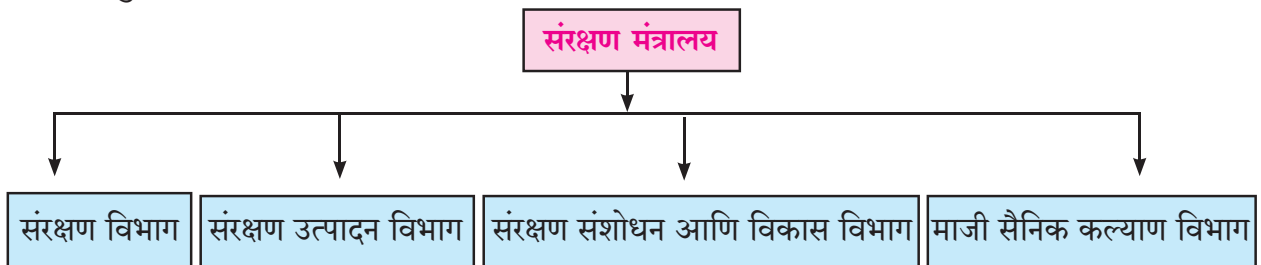 संरक्षण मंत्रालय
संरक्षण विभाग
संरक्षण उत्पादन विभाग
संरक्षण संशोधन आणि विकास विभाग
माजी सैनिक कल्याण विभाग